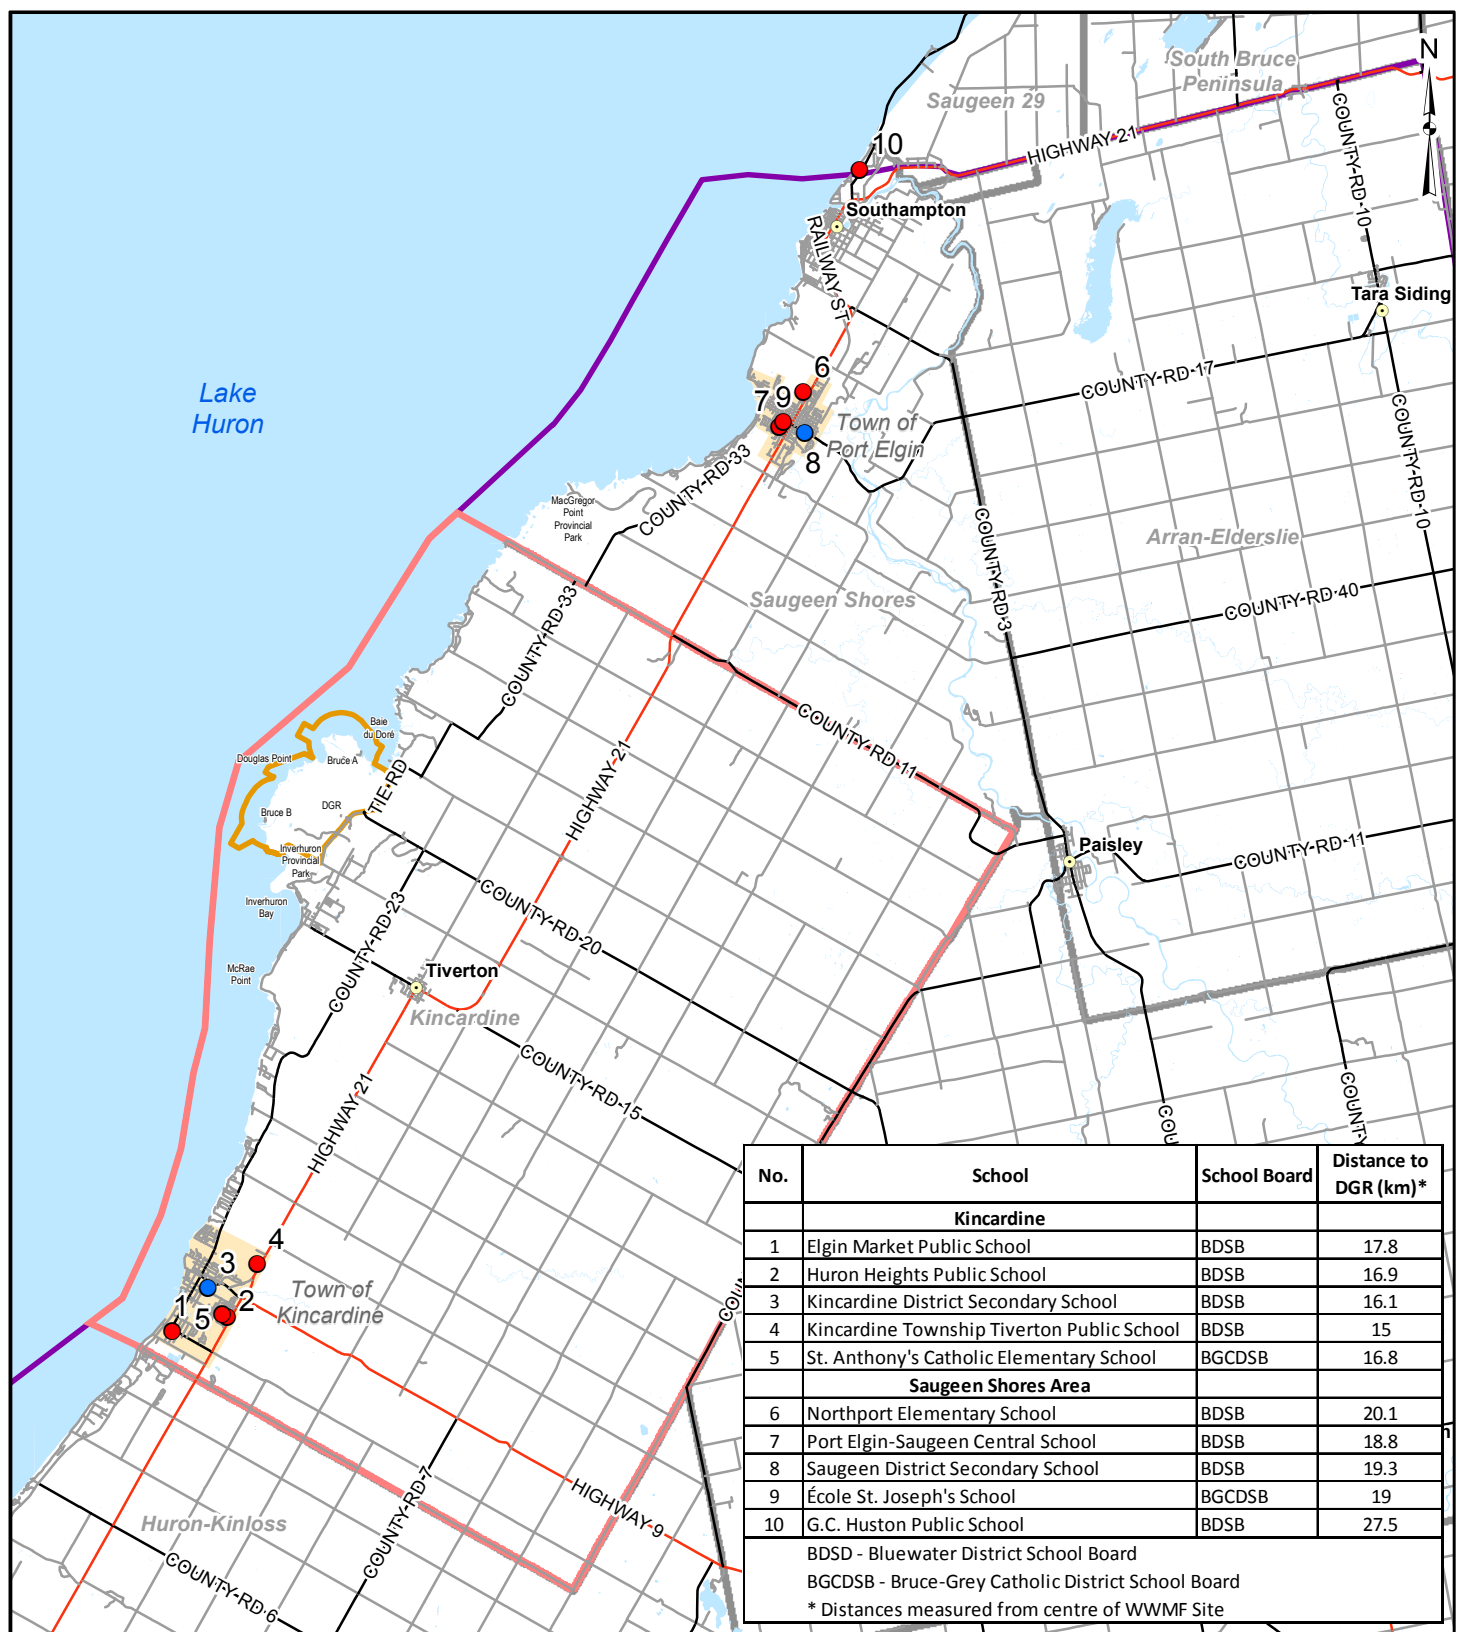 N
South Bruce
Peninsula
Saugeen 29
COUNTY-RD-10
HIGHWAY-21
10
Southampton
RAILWAY ST
Tara Siding
6
COUNTY-RD-17
Lake
Huron
7
9
Town of
Port Elgin
8
COUNTY-RD-10
COUNTY-RD-33
MacGregor
Point
Provincial
Park
COUNTY-RD-3
Arran-Elderslie
COUNTY-RD-40
Saugeen Shores
COUNTY-RD-33
Baie
du Doré
Douglas Point
Bruce A
COUNTY-RD-11
TIE RD
HIGHWAY-21
DGR
Bruce B
Inverhuron
Provincial
Park
Paisley
COUNTY-RD-11
Inverhuron
Bay
COUNTY-RD-23
COUNTY-RD-20
McRae
Point
Tiverton
Kincardine
COUNTY-RD-15
HIGHWAY-21
COU
COUNTY
COUN
4
3
Town of
Kincardine
1
5
2
HIGHWAY-9
COUNTY-RD-7
Huron-Kinloss
COUNTY-RD-6
No. School School Board Distance to
DGR (km)*
Kincardine
1 Elgin Market Public School BDSB 17.8
2 Huron Heights Public School BDSB 16.9
3 Kincardine District Secondary School BDSB 16.1
4 Kincardine Township Tiverton Public School BDSB 15
5 St. Anthony's Catholic Elementary School BGCDSB 16.8
Saugeen Shores Area
6 Northport Elementary School BDSB 20.1
7 Port Elgin-Saugeen Central School BDSB 18.8
8 Saugeen District Secondary School BDSB 19.3
9 École St. Joseph's School BGCDSB 19
10 G.C. Huston Public School BDSB 27.5
BDSD - Bluewater District School Board
BGCDSB - Bruce-Grey Catholic District School Board
* Distances measured from centre of WWMF Site